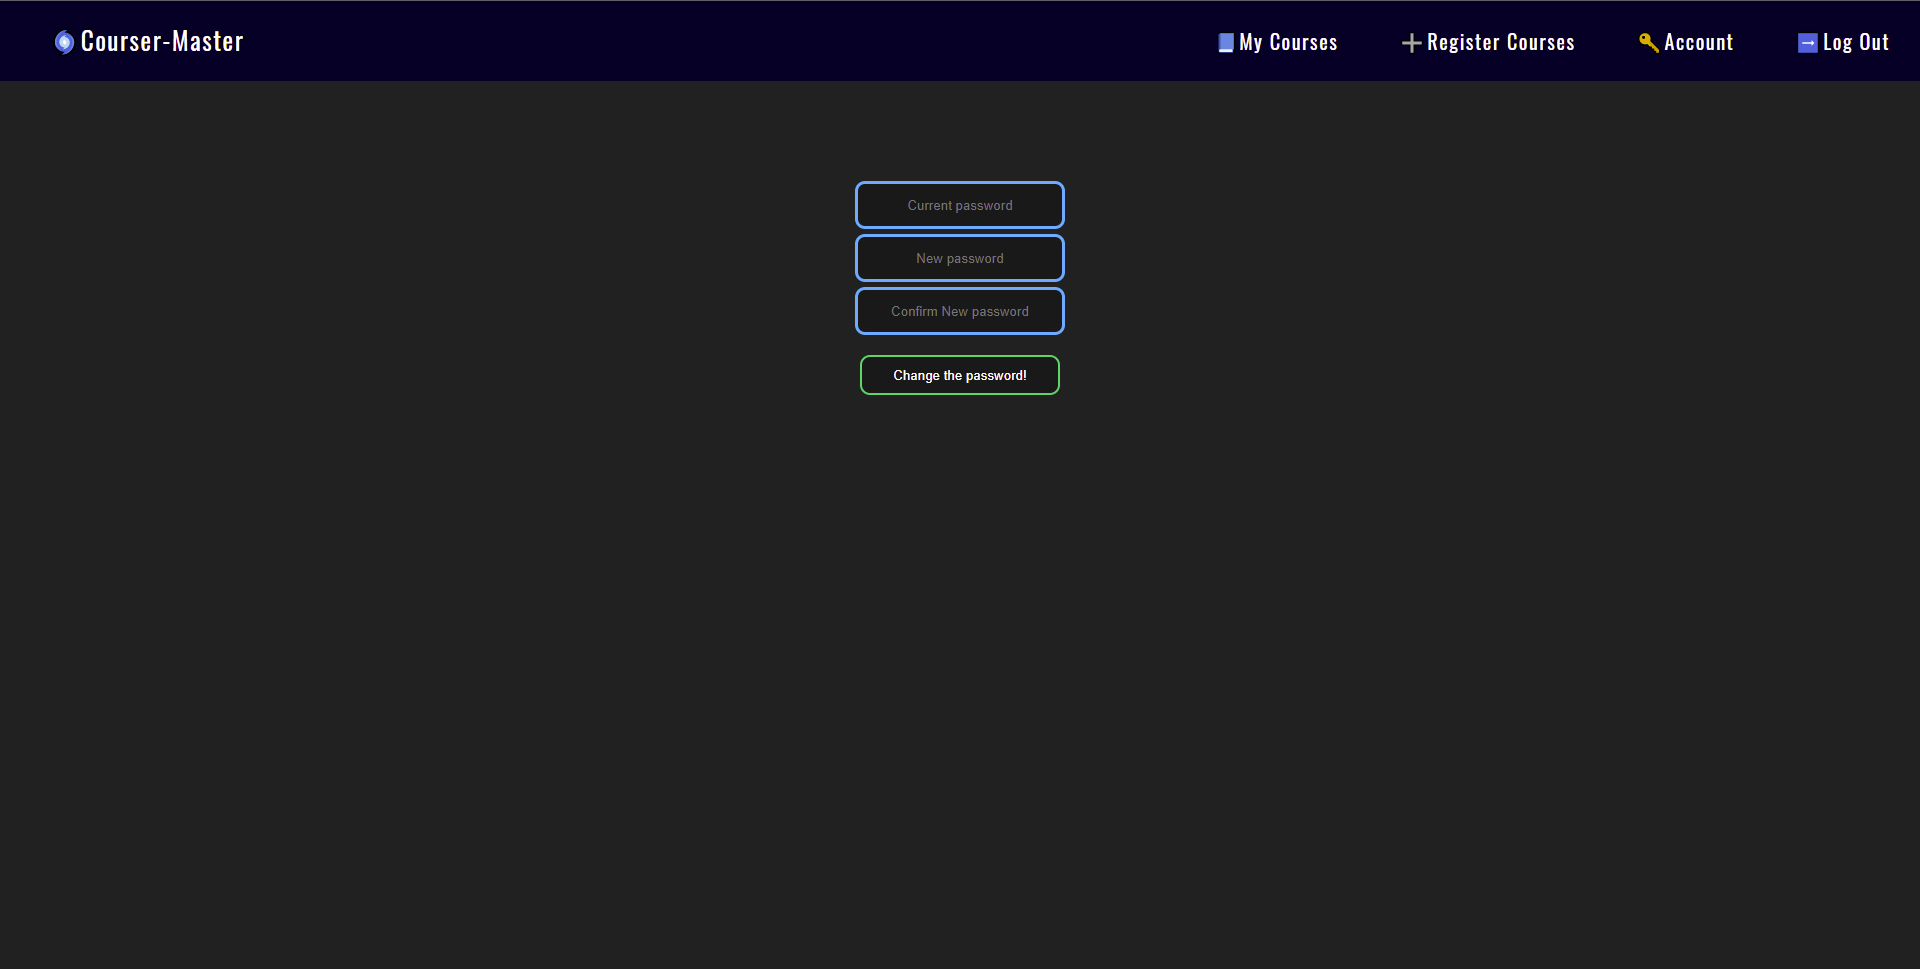 Courser-Master
My Courses
Register Courses
Account
Log Out
Current password
New password
Confirm New password
Change the password!